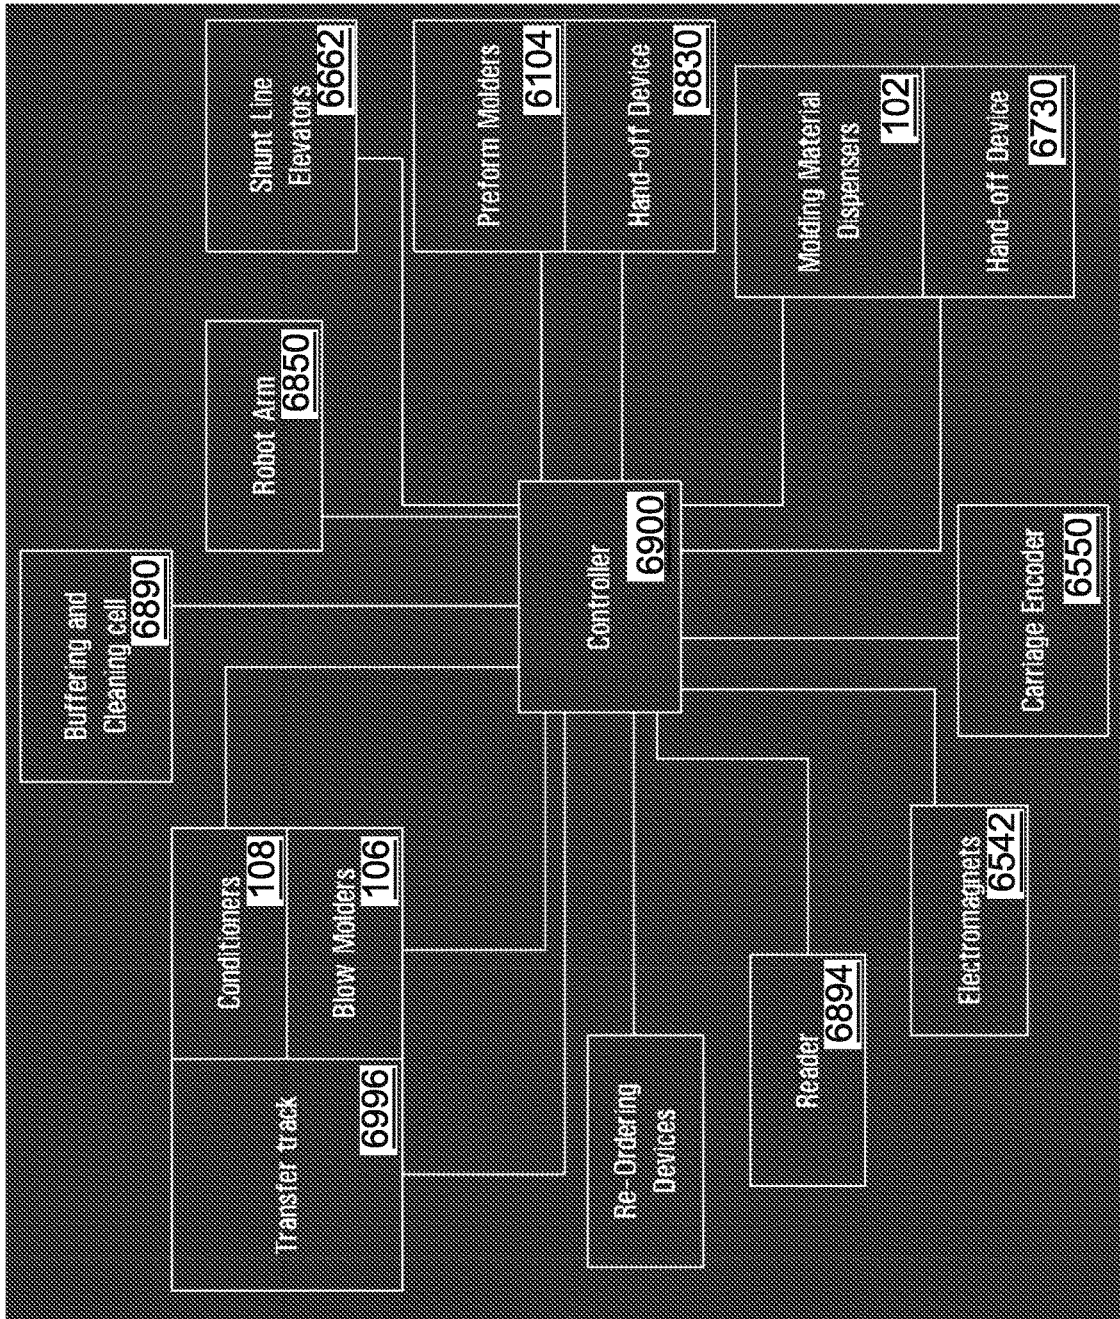 Transfer track
6996
Conditioners
108
Blow Molders
106
Buffering and
Cleaning cell
6890
Robot Arm
6850
Shunt Line
Elevators
6662
Preform Molders
6104
Hand-off Device
6830
Controller
6900
Molding Material
Dispensers
102
Hand-off Device
6730
Re-Ordering
Devices
Reader
6894
Electromagnets
6542
Carriage Encoder
6550